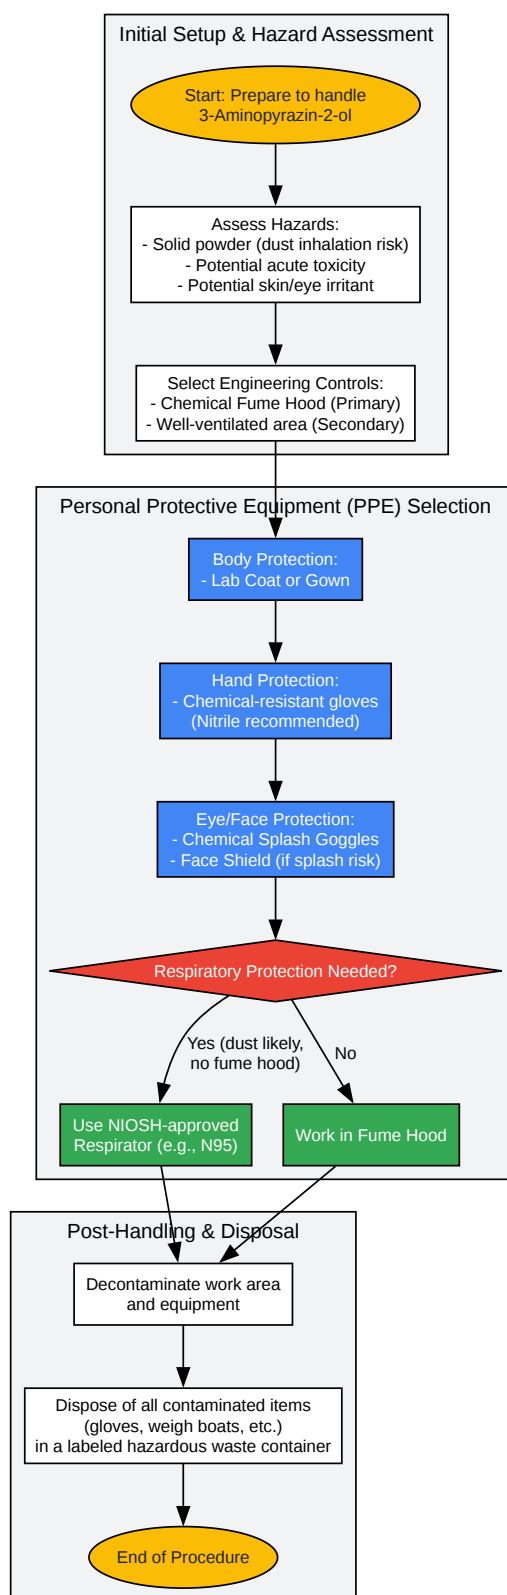 Initial Setup & Hazard Assessment
Start: Prepare to handle
3-Aminopyrazin-2-ol
Assess Hazards:
- Solid powder (dust inhalation risk)
- Potential acute toxicity
- Potential skin/eye irritant
Select Engineering Controls:
- Chemical Fume Hood (Primary)
- Well-ventilated area (Secondary)
Personal Protective Equipment (PPE) Selection
Body Protection:
- Lab Coat or Gown
Hand Protection:
- Chemical-resistant gloves
(Nitrile recommended)
Eye/Face Protection:
- Chemical Splash Goggles
- Face Shield (if splash risk)
Respiratory Protection Needed?
Yes (dust likely,
no fume hood)
No
Use NIOSH-approved
Respirator (e.g., N95)
Work in Fume Hood
Post-Handling & Disposal
Decontaminate work area
and equipment
Dispose of all contaminated items
(gloves, weigh boats, etc.)
in a labeled hazardous waste container
End of Procedure